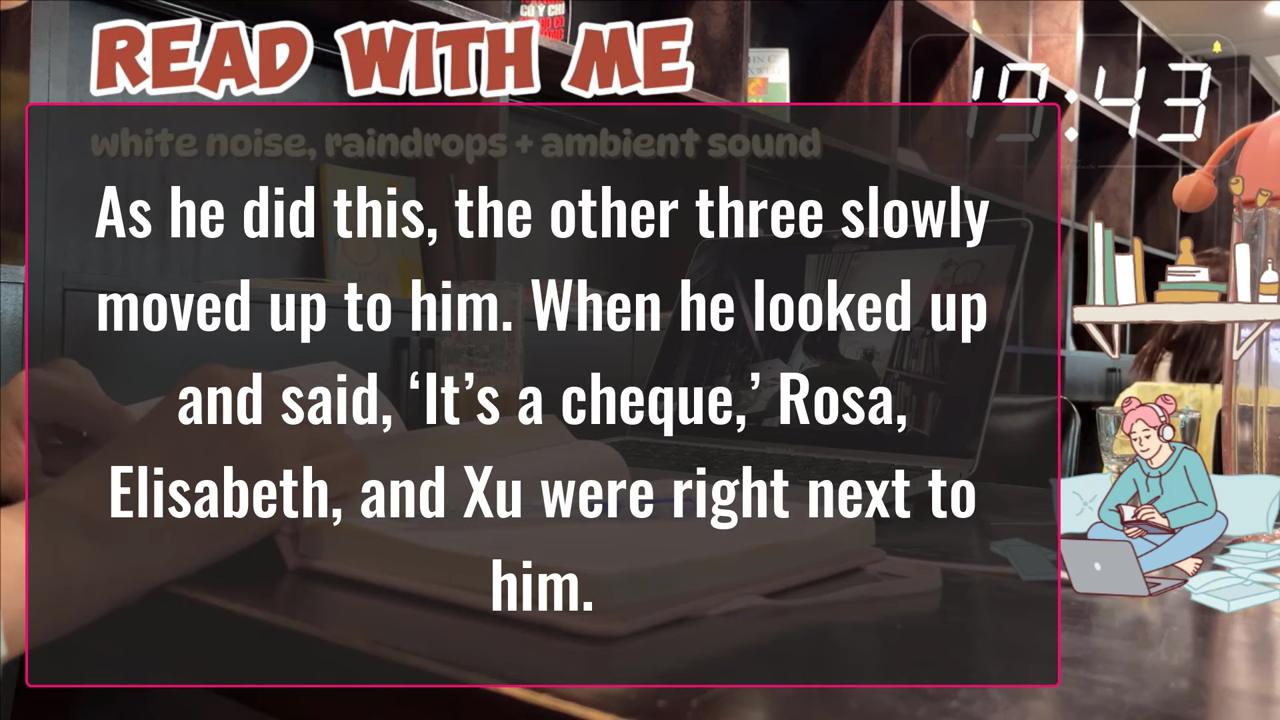 READ WITH ME
19:43
white noise, raindrops + ambient sound
As he did this, the other three slowly
moved up to him. When he looked up
and said, ‘It’s a cheque,’ Rosa,
Elisabeth, and Xu were right next to
him.